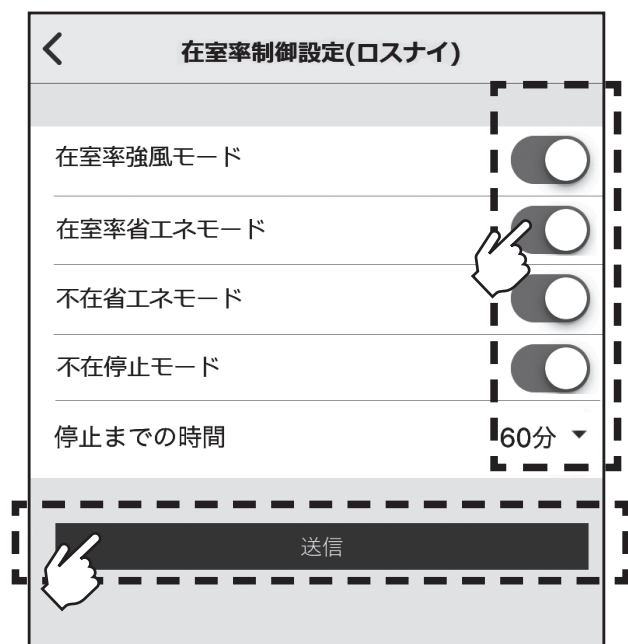 在室率制御設定(ロスナイ)
在室率強風モード
在室率省エネモード
不在省エネモード
不在停止モード
停止までの時間 60分
送信